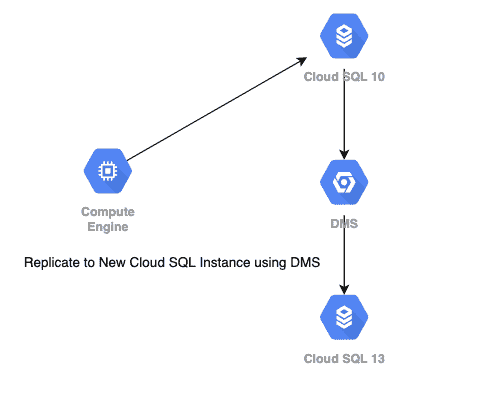 Cloud SQL 10
Compute
Engine
DMS
Replicate to New Cloud SQL Instance using DMS
Cloud SQL 13